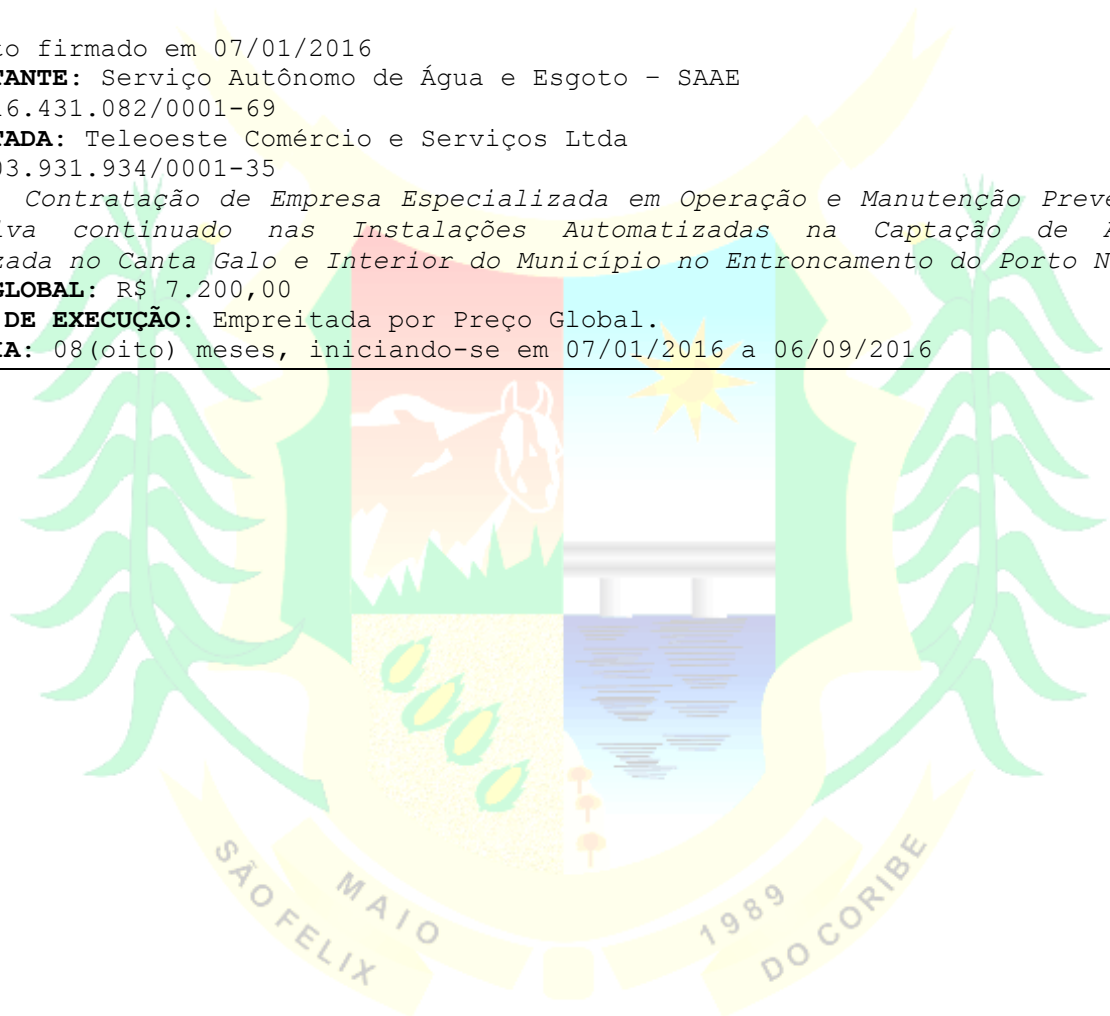 to firmado em 07/01/2016
TANTE: Serviço Autônomo de Água e Esgoto – SAAE
16.431.082/0001-69
TADA: Teleoeste Comércio e Serviços Ltda
03.931.934/0001-35
Contratação de Empresa Especializada em Operação e Manutenção Preve
iva continuado nas Instalações Automatizadas na Captação de A
zada no Canta Galo e Interior do Município no Entroncamento do Porto N
GLOBAL: R$ 7.200,00
DE EXECUÇÃO: Empreitada por Preço Global.
IA: 08(oito) meses, iniciando-se em 07/01/2016 a 06/09/2016
SÃO FELIX MAIO 1989 DO CORIBE